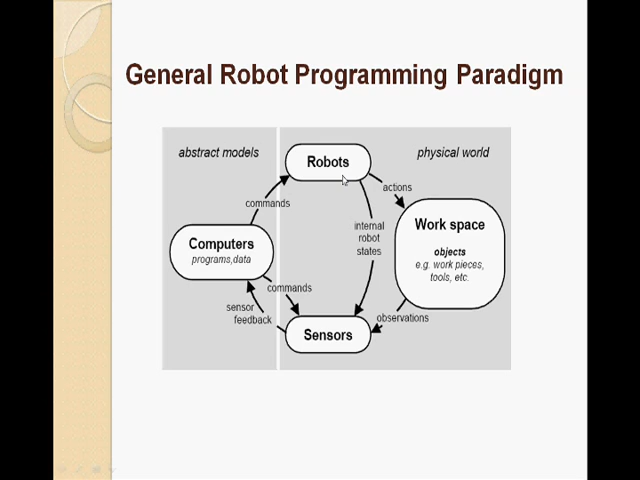 General Robot Programming Paradigm
abstract models
Robots
physical world
commands
actions
internal
robot
states
Work space
objects
e.g. work pieces,
tools, etc.
Computers
programs,data
commands
sensor
feedback
observations
Sensors